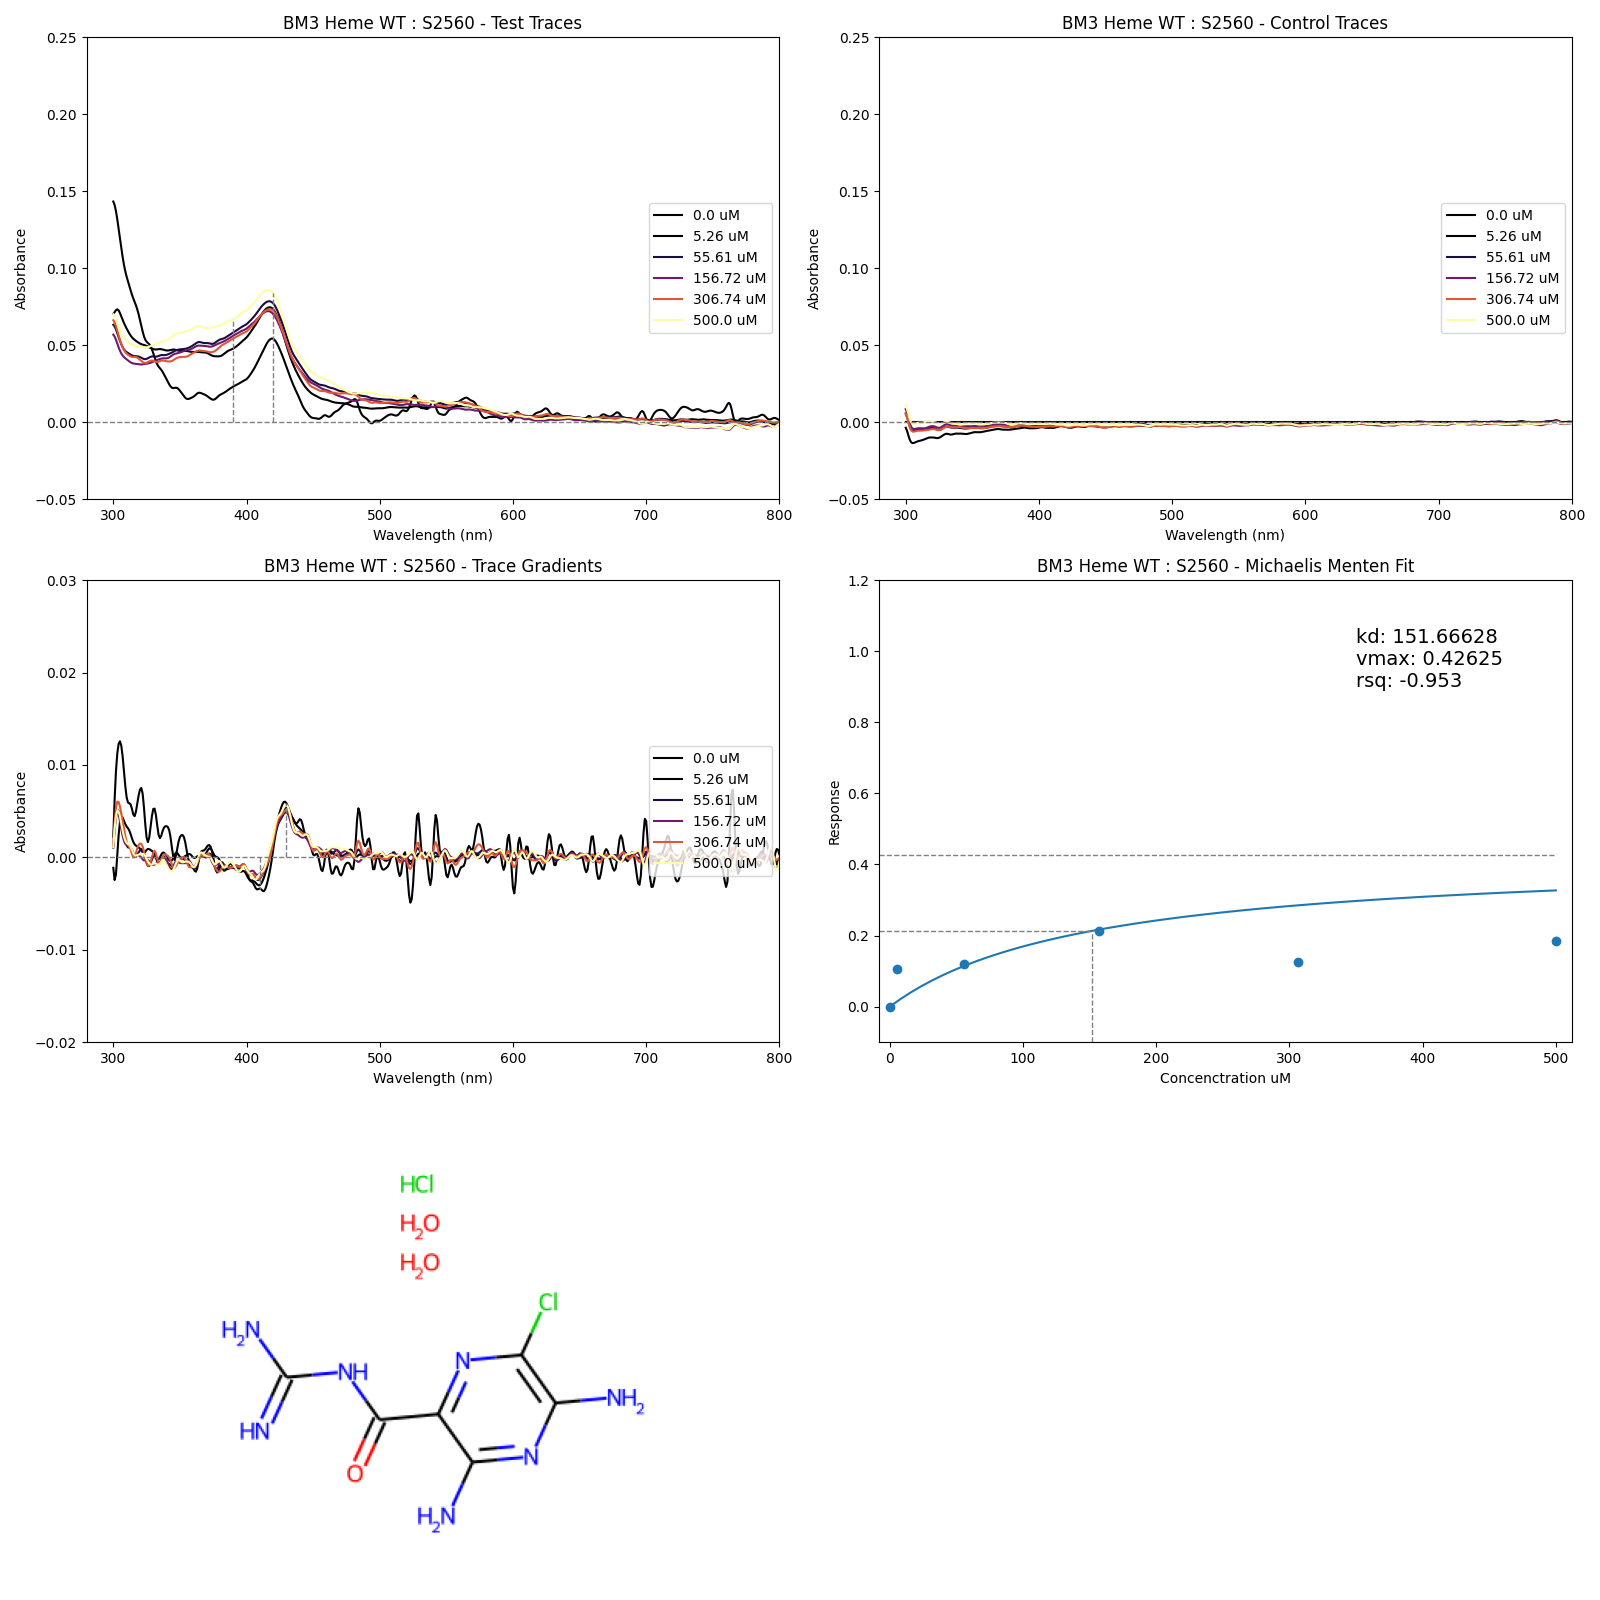 BM3 Heme WT : S2560 - Test Traces
0.25
0.20
0.15
0.10
0.05
0.00
−0.05
Absorbance
300 400 500 600 700 800
Wavelength (nm)
0.0 uM
5.26 uM
55.61 uM
156.72 uM
306.74 uM
500.0 uM
BM3 Heme WT : S2560 - Control Traces
0.25
0.20
0.15
0.10
0.05
0.00
−0.05
Absorbance
300 400 500 600 700 800
Wavelength (nm)
0.0 uM
5.26 uM
55.61 uM
156.72 uM
306.74 uM
500.0 uM
BM3 Heme WT : S2560 - Trace Gradients
0.03
0.02
0.01
0.00
−0.01
−0.02
Absorbance
300 400 500 600 700 800
Wavelength (nm)
0.0 uM
5.26 uM
55.61 uM
156.72 uM
306.74 uM
500.0 uM
BM3 Heme WT : S2560 - Michaelis Menten Fit
1.2
1.0
0.8
0.6
0.4
0.2
0.0
Response
0 100 200 300 400 500
Concenctration uM
kd: 151.66628
vmax: 0.42625
rsq: -0.953
HCl
H2O
H2O
Cl
H2N
NH
N
NH2
HN
N
O
H2N